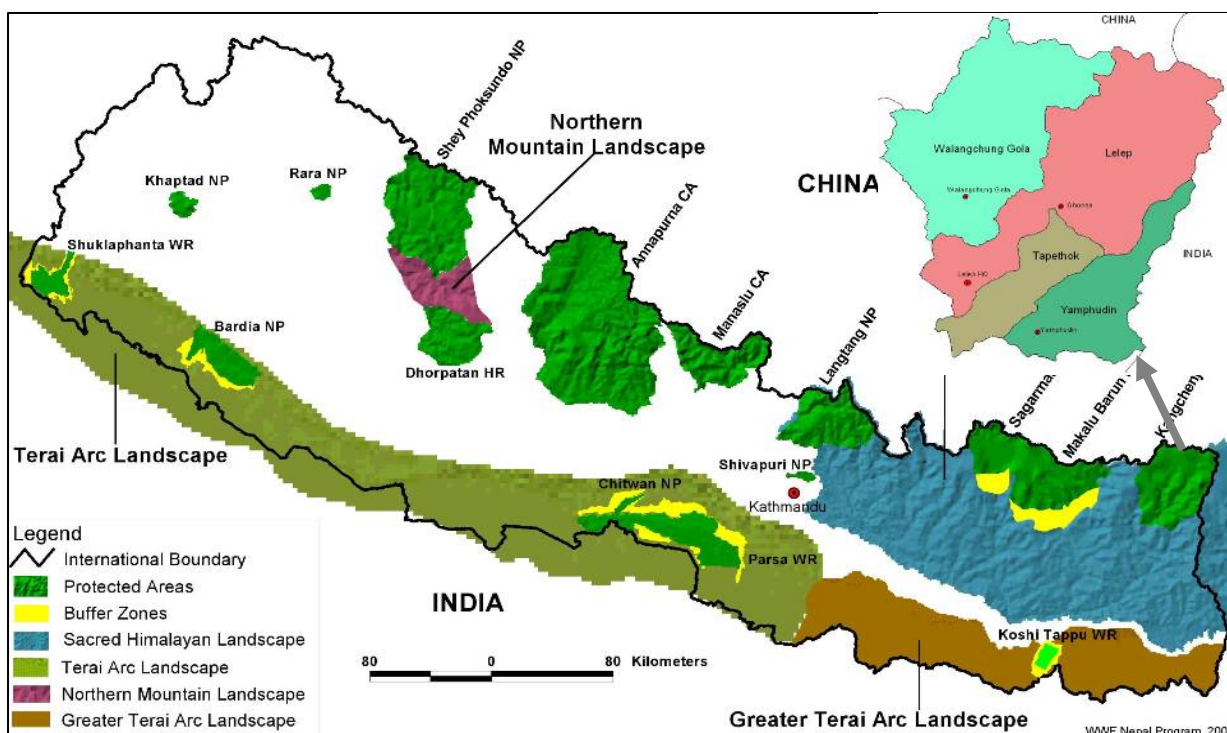 CHINA
Walangchung Gola
Lelep
Walangchung Gola
Ghunsa
INDIA
Tapethok
Lelep HQ
Yamphudin
Yamphudin
Shey Phoksundo NP
Northern
Mountain Landscape
CHINA
Khaptad NP
Rara NP
Annapurna CA
Shuklaphanta WR
Manaslu CA
Bardia NP
Langtang NP
Dhorpatan HR
Makalu Barun
Terai Arc Landscape
Shivapuri NP
Chitwan NP
Kathmandu
Parsa WR
INDIA
Koshi Tappu WR
80 0 80 Kilometers
Greater Terai Arc Landscape
Legend
International Boundary
Protected Areas
Buffer Zones
Sacred Himalayan Landscape
Terai Arc Landscape
Northern Mountain Landscape
Greater Terai Arc Landscape
WWF Nepal Program, 200